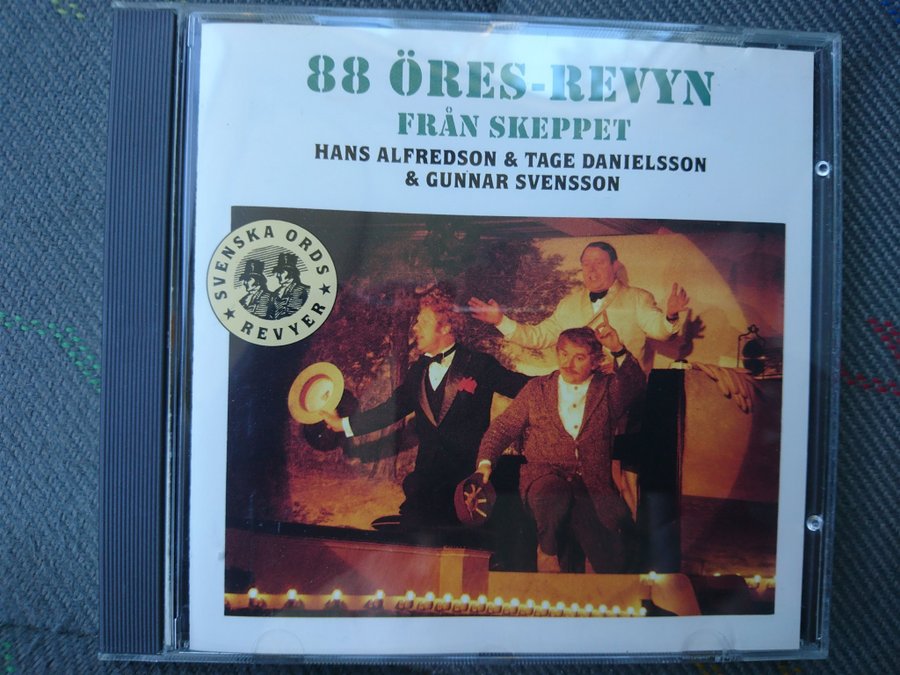 88 ÖRES-REVYN
FRÅN SKEPPET
HANS ALFREDSON & TAGE DANIELSSON
& GUNNAR SVENSSON
SVENSKA ORDS
★ REVYER ★